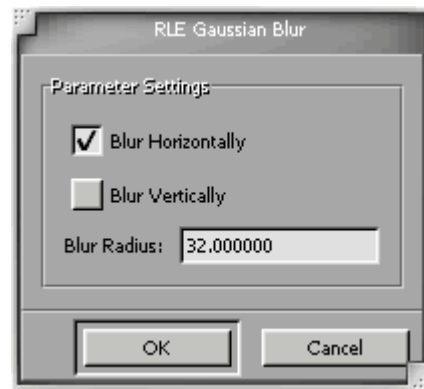 RLE Gaussian Blur
Parameter Settings
Blur Horizontally
Blur Vertically
Blur Radius: 32.000000
OK Cancel